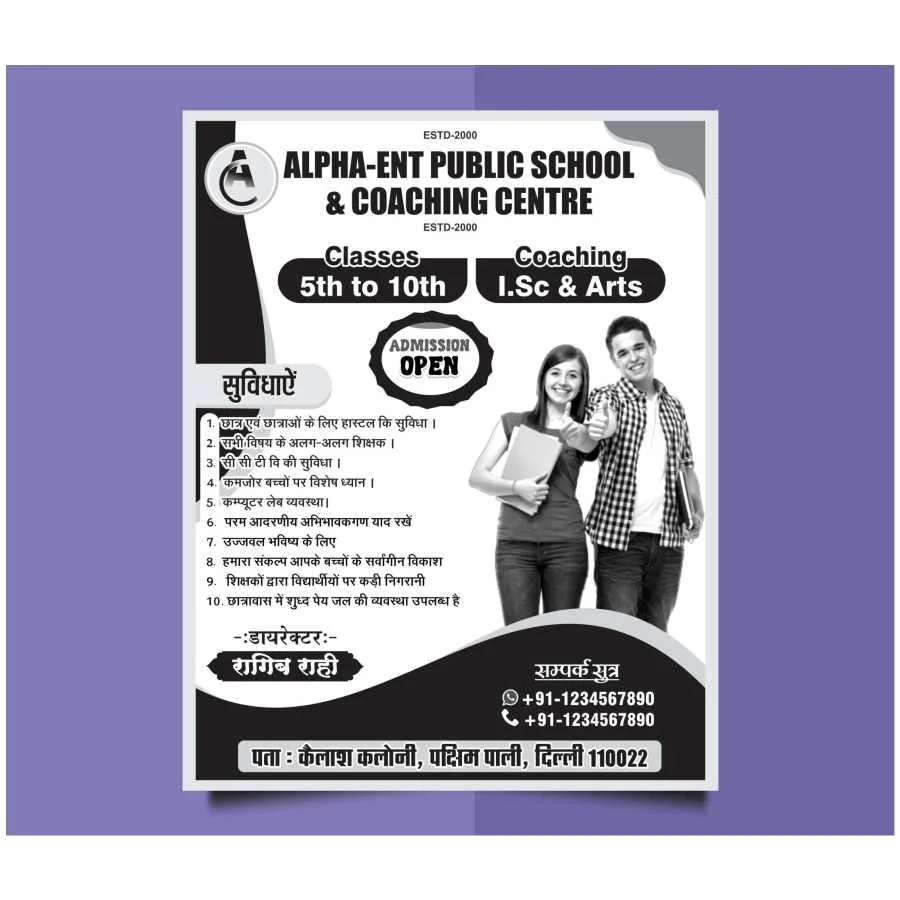 ESTD-2000
ALPHA-ENT PUBLIC SCHOOL
& COACHING CENTRE
ESTD-2000
Classes
5th to 10th
Coaching
I.Sc & Arts
ADMISSION
OPEN
सुविधाऐं
1. छात्र एवं छात्राओं के लिए हास्टल कि सुविधा ।
2. सभी विषय के अलग-अलग शिक्षक ।
3. सी सी टी वि की सुविधा ।
4. कमजोर बच्चों पर विशेष ध्यान ।
5. कम्प्यूटर लेब व्यवस्था।
6. परम आदरणीय अभिभावकगण याद रखें
7. उज्जवल भविष्य के लिए
8. हमारा संकल्प आपके बच्चों के सर्वांगीन विकाश
9. शिक्षकों द्वारा विद्यार्थीयों पर कड़ी निगरानी
10. छात्रावास में शुध्द पेय जल की व्यवस्था उपलब्ध है
-:डायरेक्टर:-
रागिब राही
सम्पर्क सुत्र
+91-1234567890
+91-1234567890
पता : कैलाश कलोनी, पश्चिम पाली, दिल्ली 110022